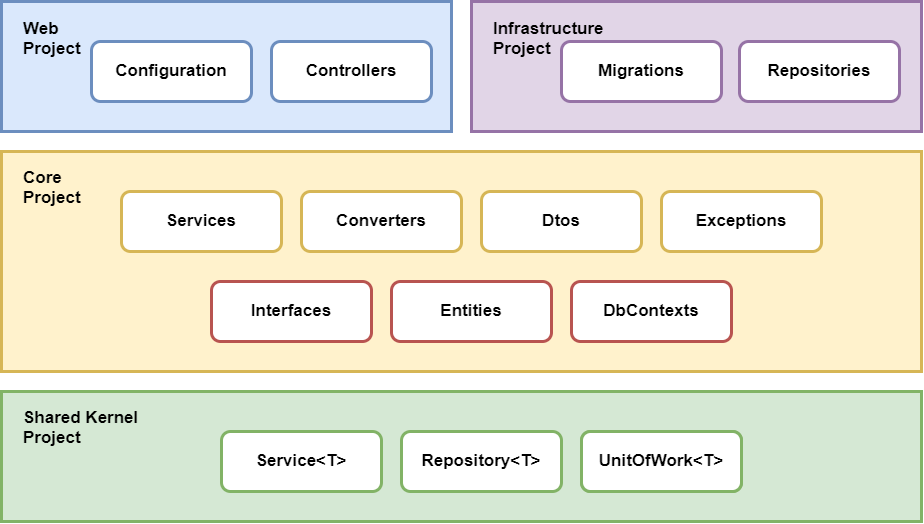 Web
Project
Configuration
Controllers
Infrastructure
Project
Migrations
Repositories
Core
Project
Services
Converters
Dtos
Exceptions
Interfaces
Entities
DbContexts
Shared Kernel
Project
Service<T>
Repository<T>
UnitOfWork<T>